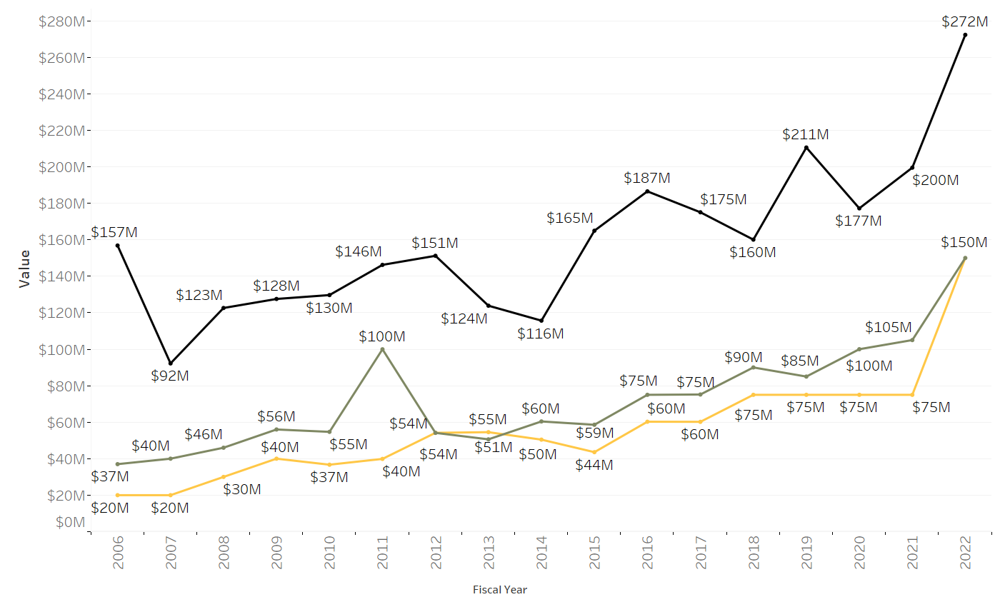 $280M
$260M
$240M
$220M
$200M
$180M
$160M
$140M
$120M
$100M
$80M
$60M
$40M
$20M
$0M
Value
$157M
$92M
$123M
$128M
$130M
$146M
$151M
$124M
$116M
$165M
$187M
$175M
$160M
$211M
$177M
$200M
$272M
$37M
$40M
$46M
$56M
$55M
$100M
$54M
$51M
$60M
$59M
$75M
$75M
$90M
$85M
$100M
$105M
$150M
$20M
$20M
$30M
$40M
$37M
$40M
$54M
$55M
$50M
$44M
$60M
$60M
$75M
$75M
$75M
$75M
2006
2007
2008
2009
2010
2011
2012
2013
2014
2015
2016
2017
2018
2019
2020
2021
2022
Fiscal Year